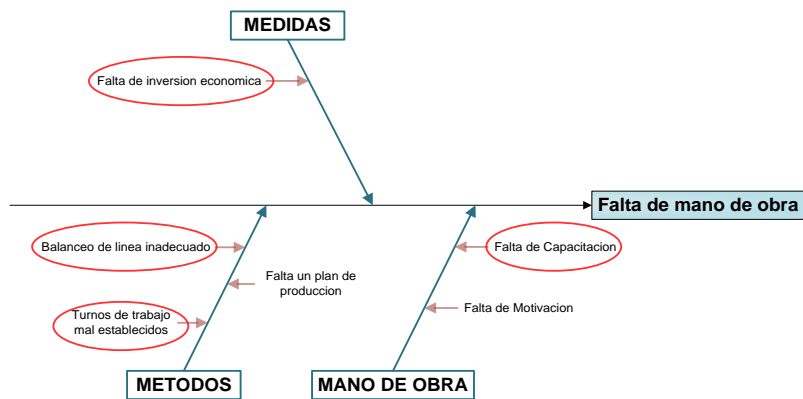 MEDIDAS
Falta de inversion economica
Falta de mano de obra
Balanceo de linea inadecuado
Falta de Capacitacion
Falta un plan de
produccion
Turnos de trabajo
mal establecidos
Falta de Motivacion
METODOS
MANO DE OBRA